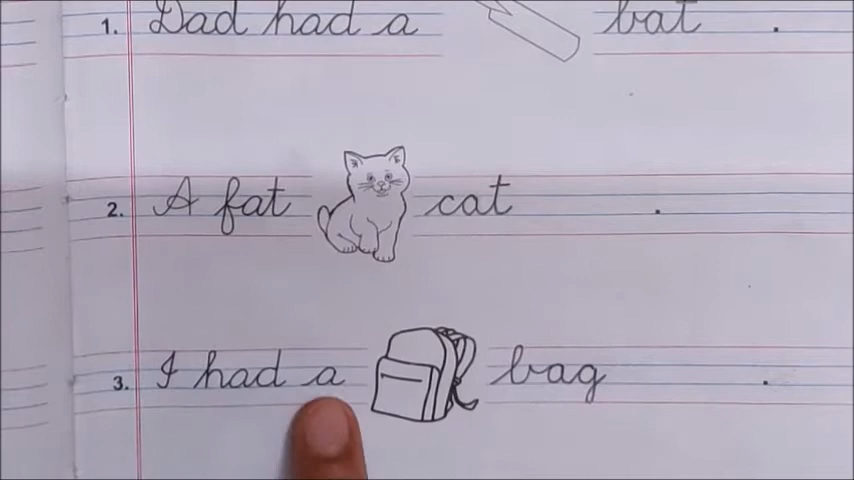 1. Dad had a bat .
2. A fat cat .
3. I had a bag .